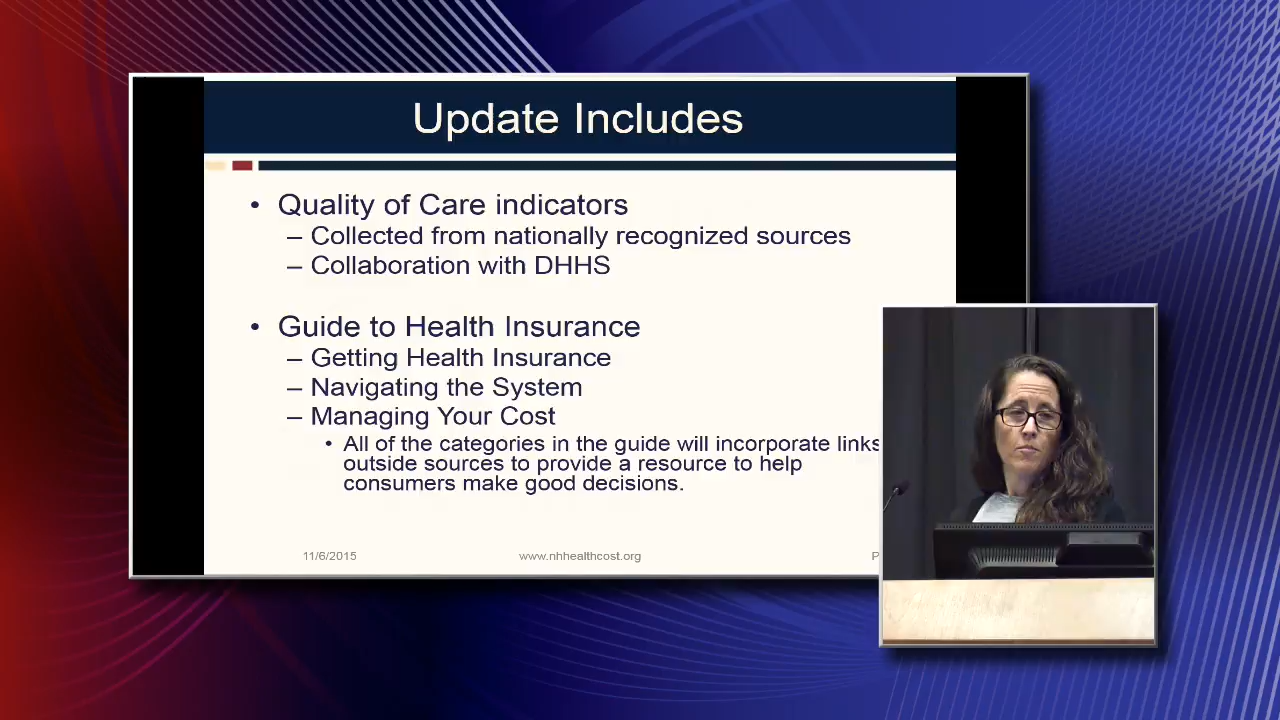 Update Includes
• Quality of Care indicators
– Collected from nationally recognized sources
– Collaboration with DHHS
• Guide to Health Insurance
– Getting Health Insurance
– Navigating the System
– Managing Your Cost
• All of the categories in the guide will incorporate links
outside sources to provide a resource to help
consumers make good decisions.
11/6/2015 www.nhhealthcost.org P